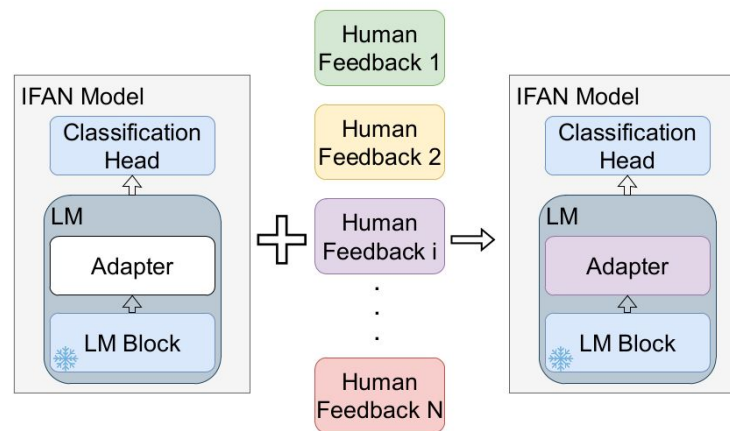 IFAN Model
Classification
Head
LM
Adapter
LM Block
Human
Feedback 1
Human
Feedback 2
Human
Feedback i
.
.
.
Human
Feedback N
IFAN Model
Classification
Head
LM
Adapter
LM Block